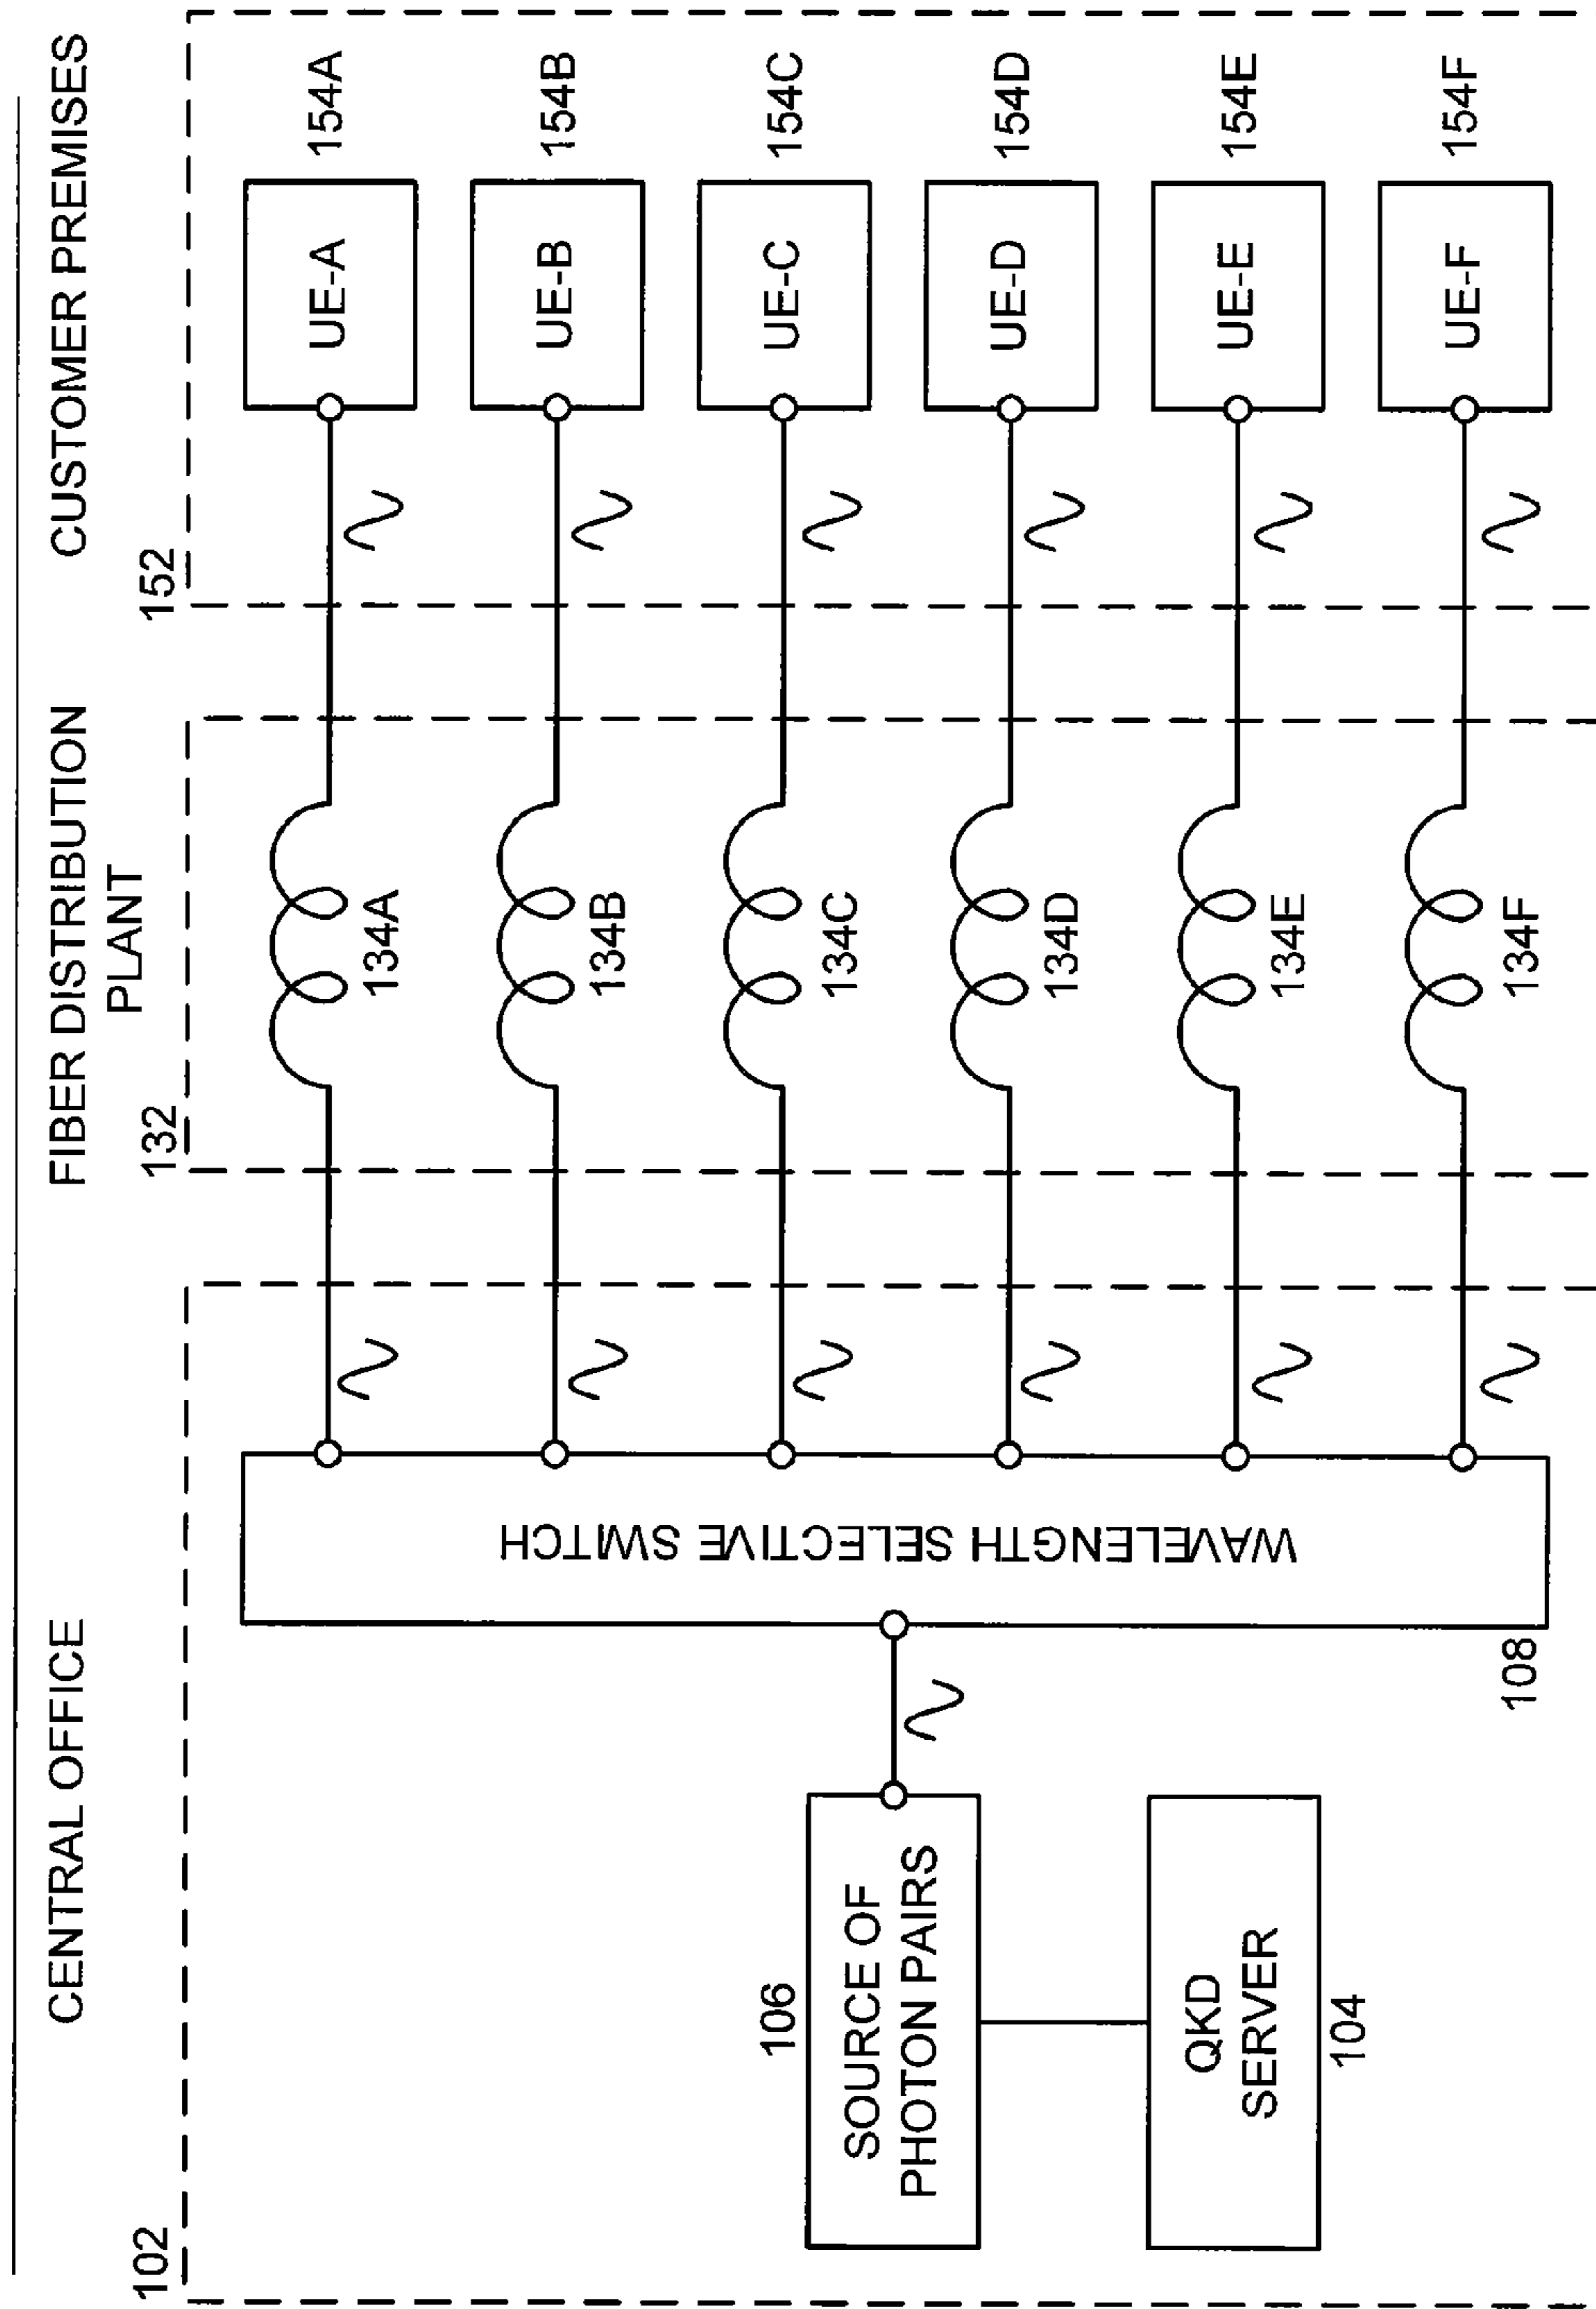 CENTRAL OFFICE
FIBER DISTRIBUTION
PLANT
CUSTOMER PREMISES
102
132
152
106
SOURCE OF
PHOTON PAIRS
QKD
SERVER
104
WAVELENGTH SELECTIVE SWITCH
108
134A
134B
134C
134D
134E
134F
UE-A
154A
UE-B
154B
UE-C
154C
UE-D
154D
UE-E
154E
UE-F
154F